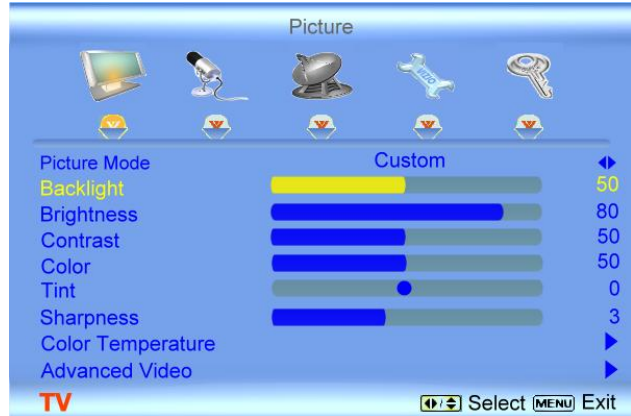 Picture
VIZIO
Picture Mode Custom
Backlight 50
Brightness 80
Contrast 50
Color 50
Tint 0
Sharpness 3
Color Temperature
Advanced Video
TV Select MENU Exit